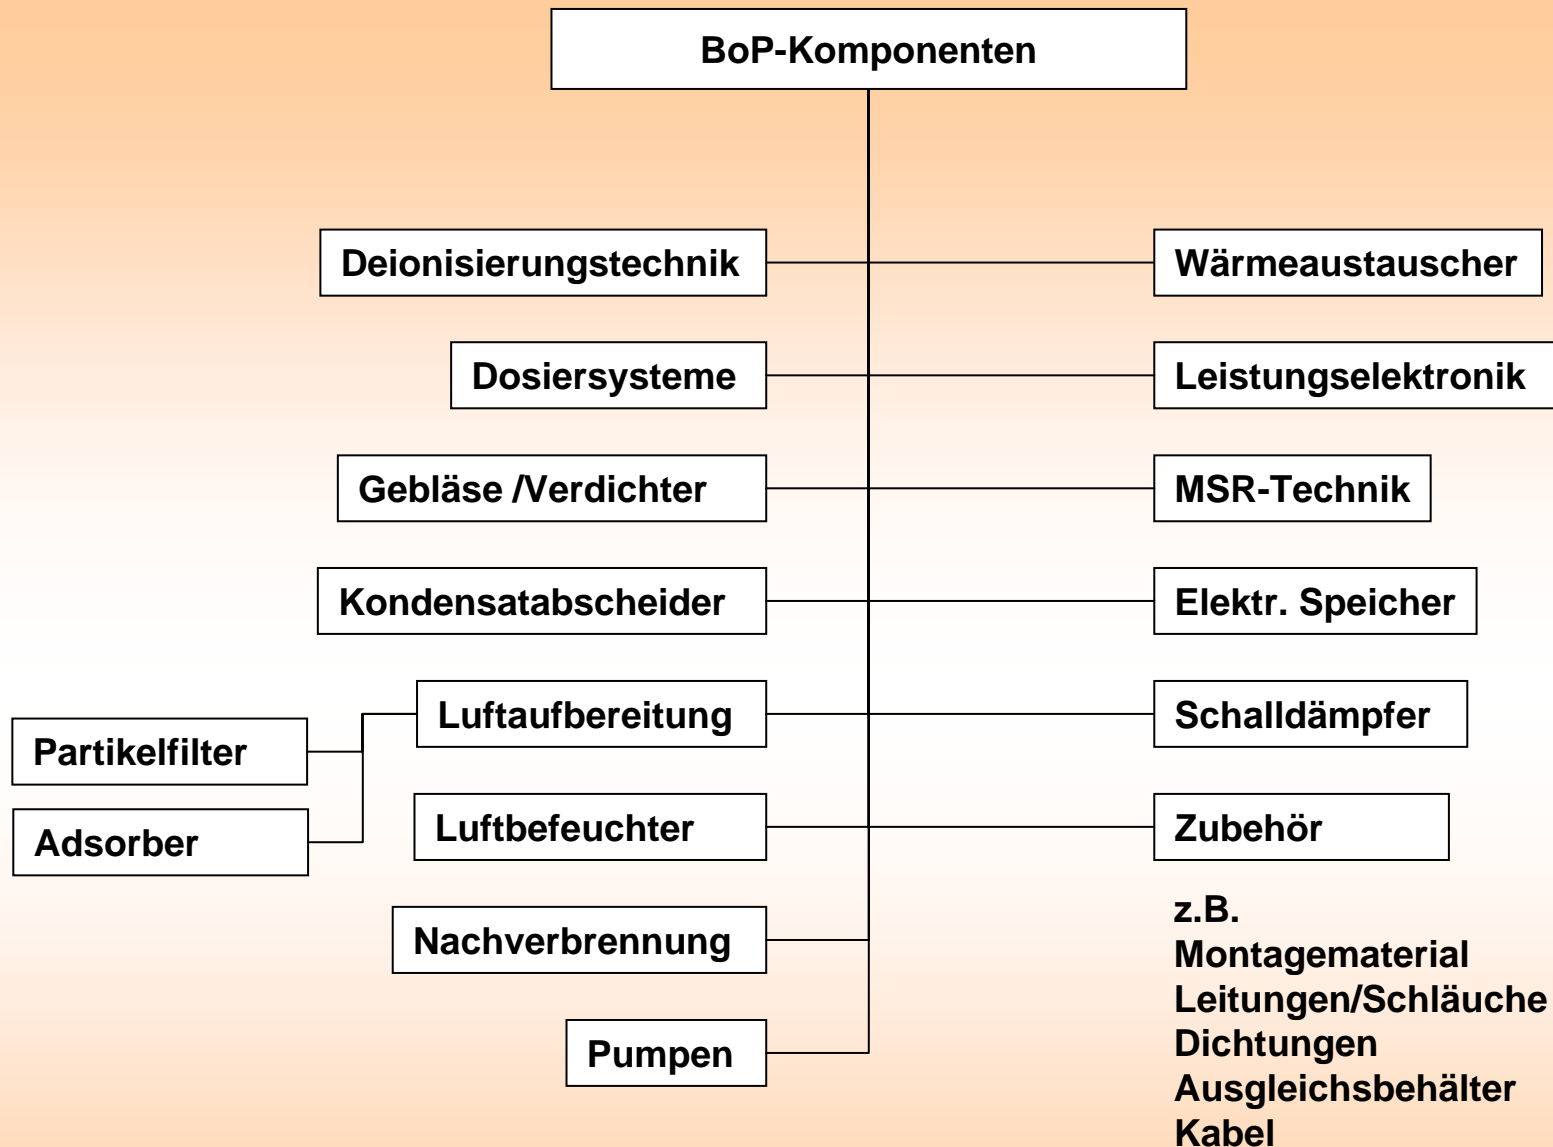 BoP-Komponenten
Deionisierungstechnik
Wärmeaustauscher
Dosiersysteme
Leistungselektronik
Gebläse /Verdichter
MSR-Technik
Kondensatabscheider
Elektr. Speicher
Luftaufbereitung
Schalldämpfer
Partikelfilter
Adsorber
Luftbefeuchter
Zubehör
Nachverbrennung
Pumpen
z.B.
Montagematerial
Leitungen/Schläuche
Dichtungen
Ausgleichsbehälter
Kabel